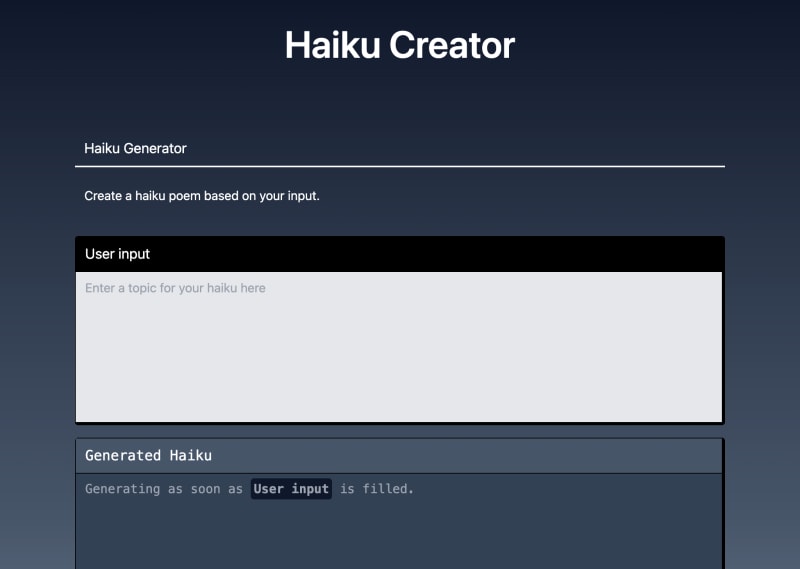 Haiku Creator
Haiku Generator
Create a haiku poem based on your input.
User input
Enter a topic for your haiku here
Generated Haiku
Generating as soon as User input is filled.